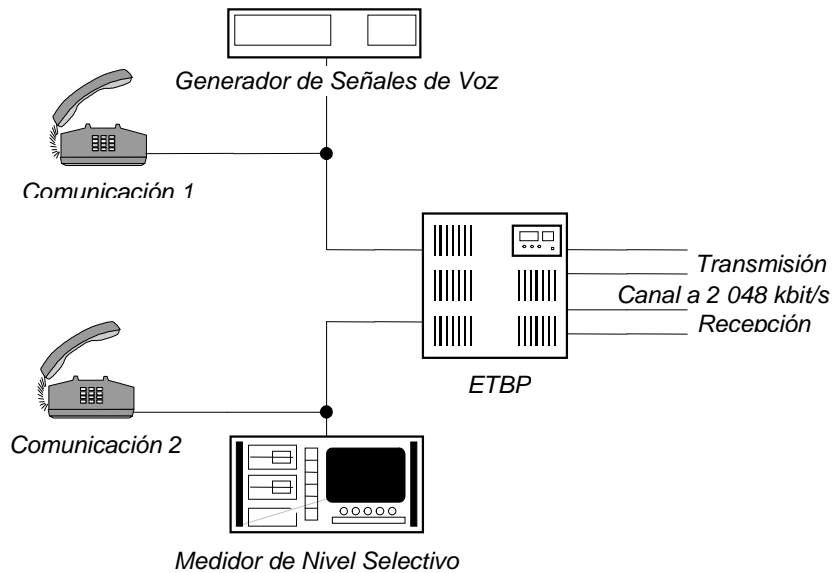 Generador de Señales de Voz
Comunicación 1
Transmisión
Canal a 2 048 kbit/s
Recepción
ETBP
Comunicación 2
Medidor de Nivel Selectivo